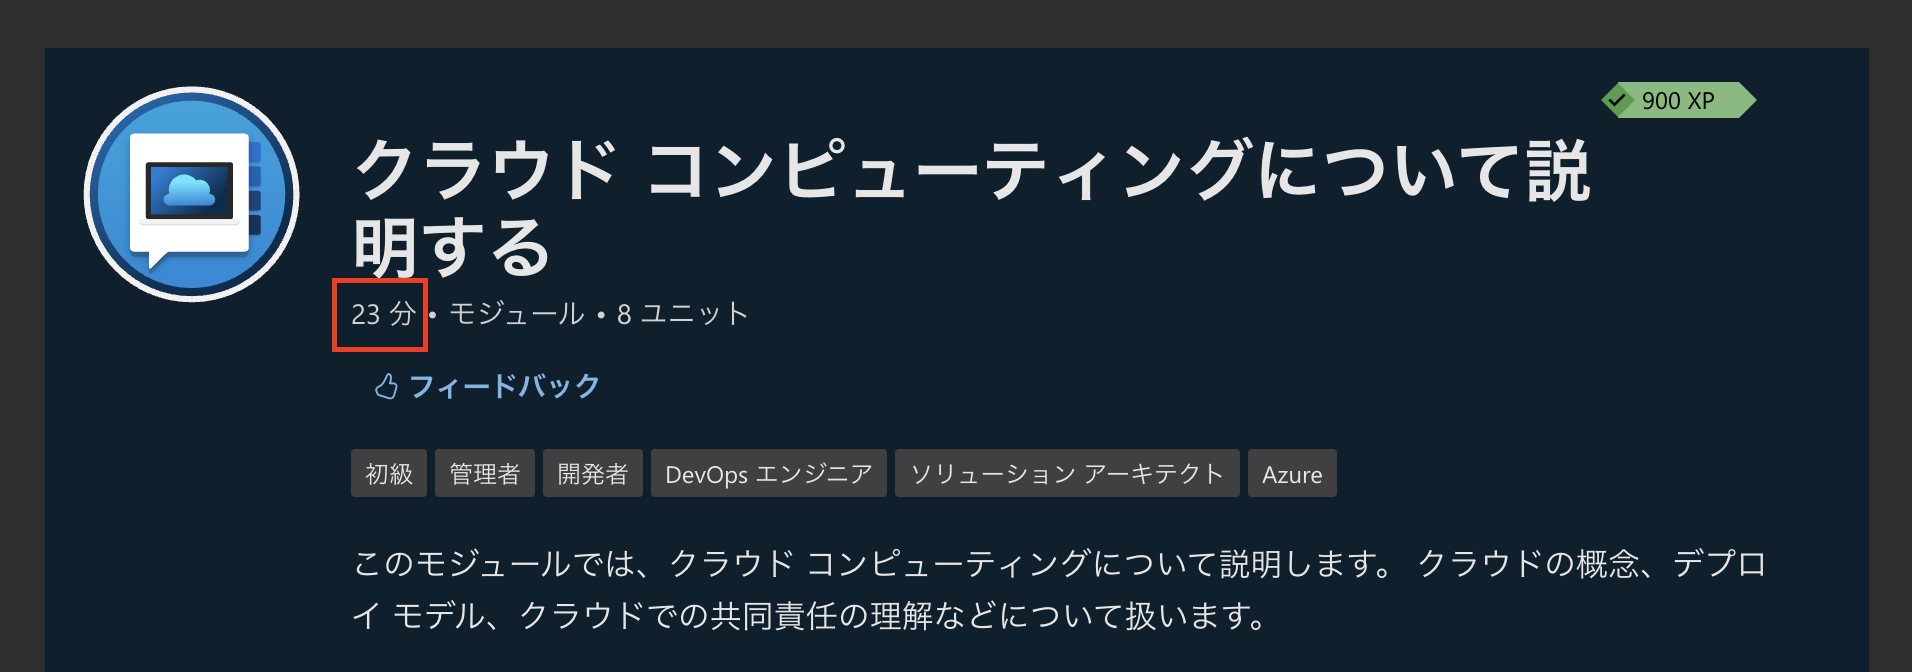 900 XP
クラウド コンピューティングについて説
明する
23 分 • モジュール • 8 ユニット
フィードバック
初級 管理者 開発者 DevOps エンジニア ソリューション アーキテクト Azure
このモジュールでは、クラウド コンピューティングについて説明します。 クラウドの概念、デプロ
イ モデル、クラウドでの共同責任の理解などについて扱います。